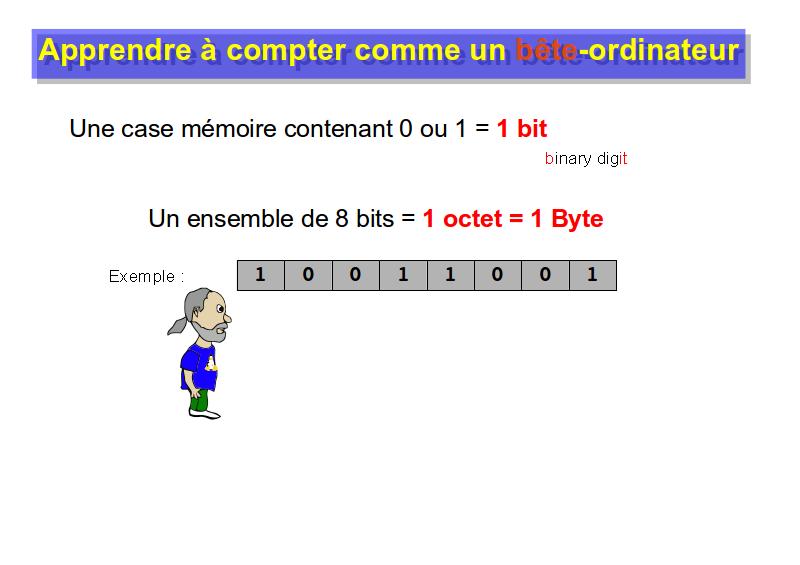 Apprendre à compter comme un bête-ordinateur
Une case mémoire contenant 0 ou 1 = 1 bit
binary digit
Un ensemble de 8 bits = 1 octet = 1 Byte
Exemple : 1 0 0 1 1 0 0 1